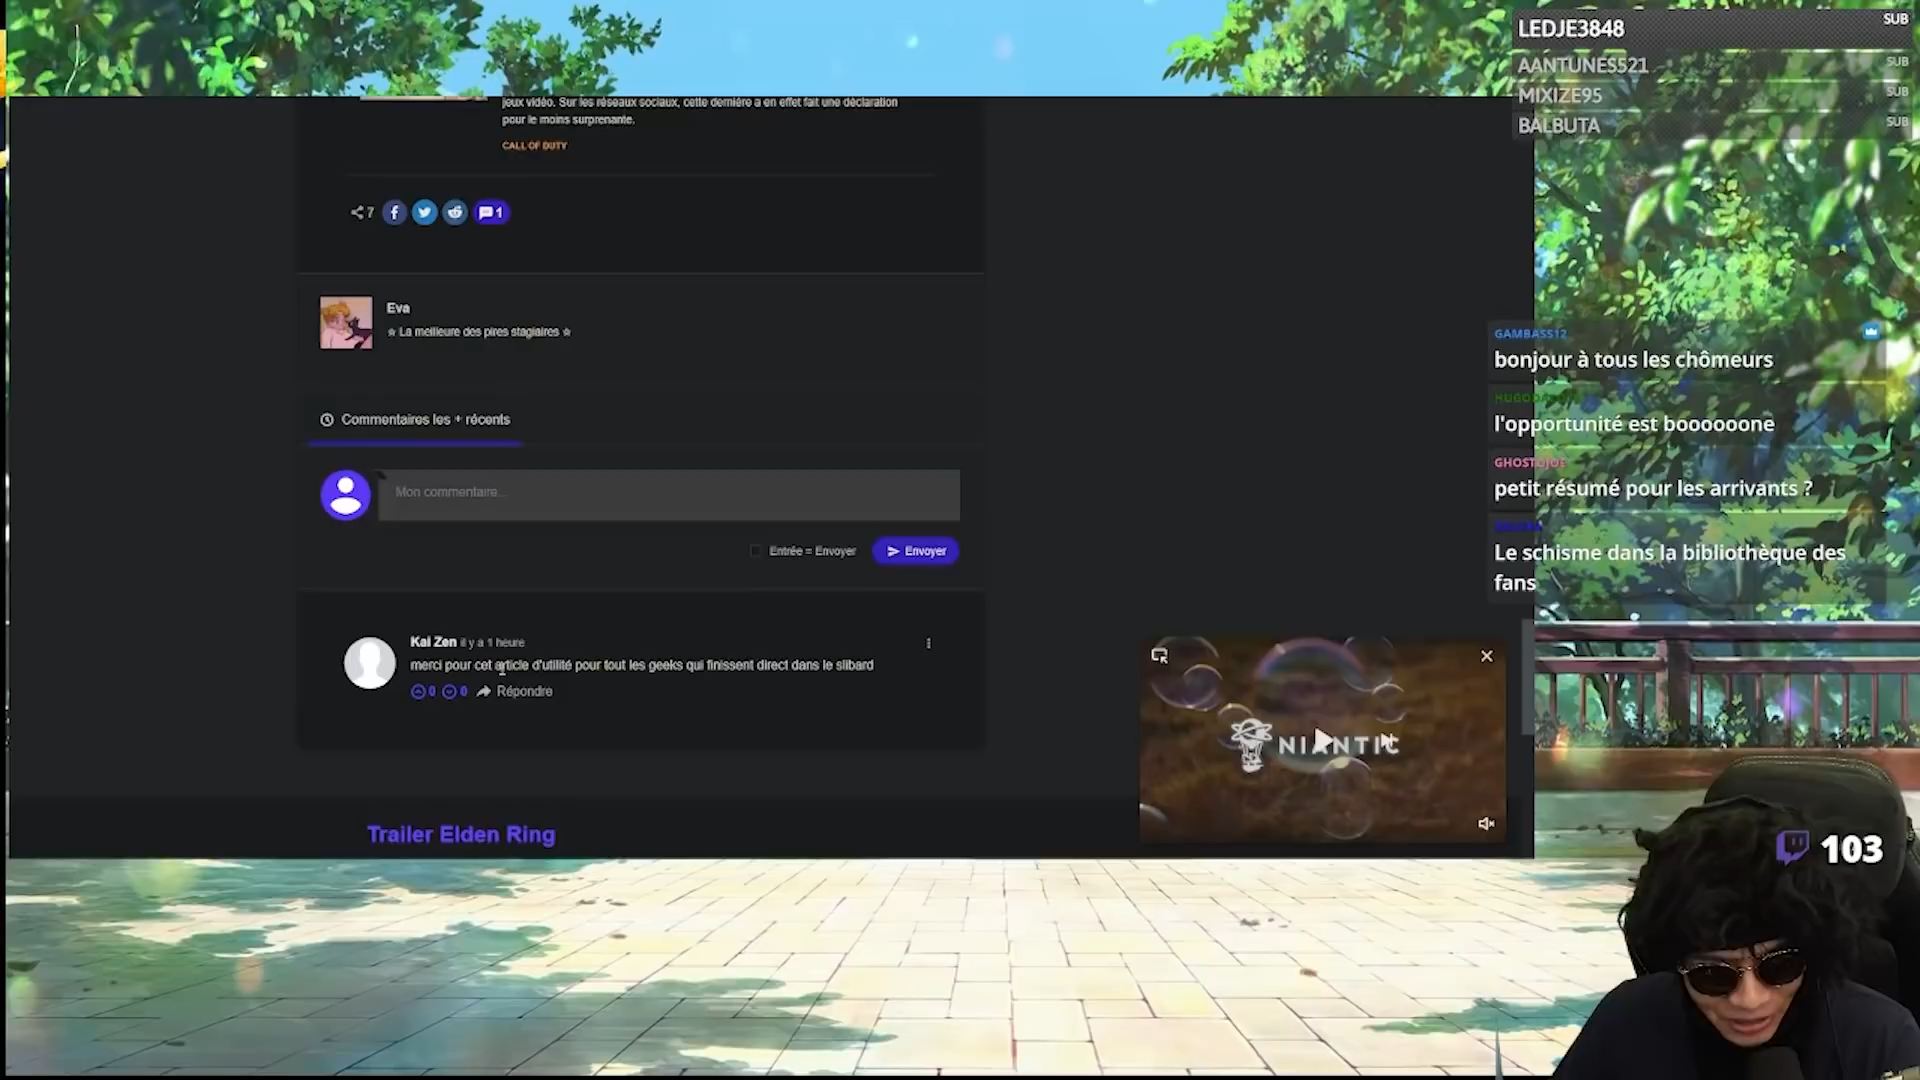 LEDJE3848 SUB
AANTUNES521 SUB
MIXIZE95 SUB
BALBUTA SUB
jeux vidéo. Sur les réseaux sociaux, cette dernière a en effet fait une déclaration
pour le moins surprenante.
CALL OF DUTY
7 1
Eva
☆ La meilleure des pires stagiaires ☆
Commentaires les + récents
Mon commentaire...
Entrée = Envoyer Envoyer
Kai Zen il y a 1 heure
merci pour cet article d'utilité pour tout les geeks qui finissent direct dans le slibard
0 0 Répondre
NIANTIC
Trailer Elden Ring
GAMBASS12
bonjour à tous les chômeurs
l'opportunité est boooooone
petit résumé pour les arrivants ?
Le schisme dans la bibliothèque des
fans
103